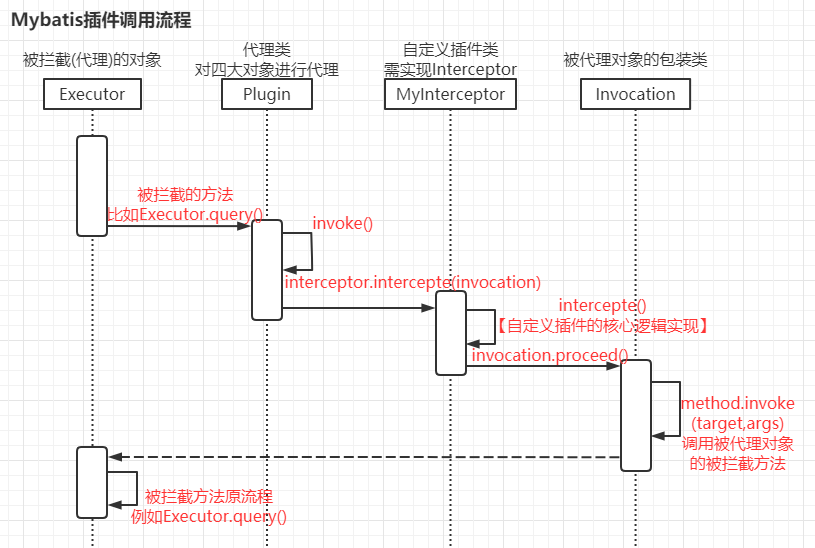 Mybatis插件调用流程
被拦截(代理)的对象
代理类
对四大对象进行代理
自定义插件类
需实现Interceptor
被代理对象的包装类
Executor
Plugin
MyInterceptor
Invocation
被拦截的方法
比如Executor.query()
invoke()
interceptor.intercepte(invocation)
intercepte()
【自定义插件的核心逻辑实现】
invocation.proceed()
method.invoke
(target,args)
调用被代理对象
的被拦截方法
被拦截方法原流程
例如Executor.query()